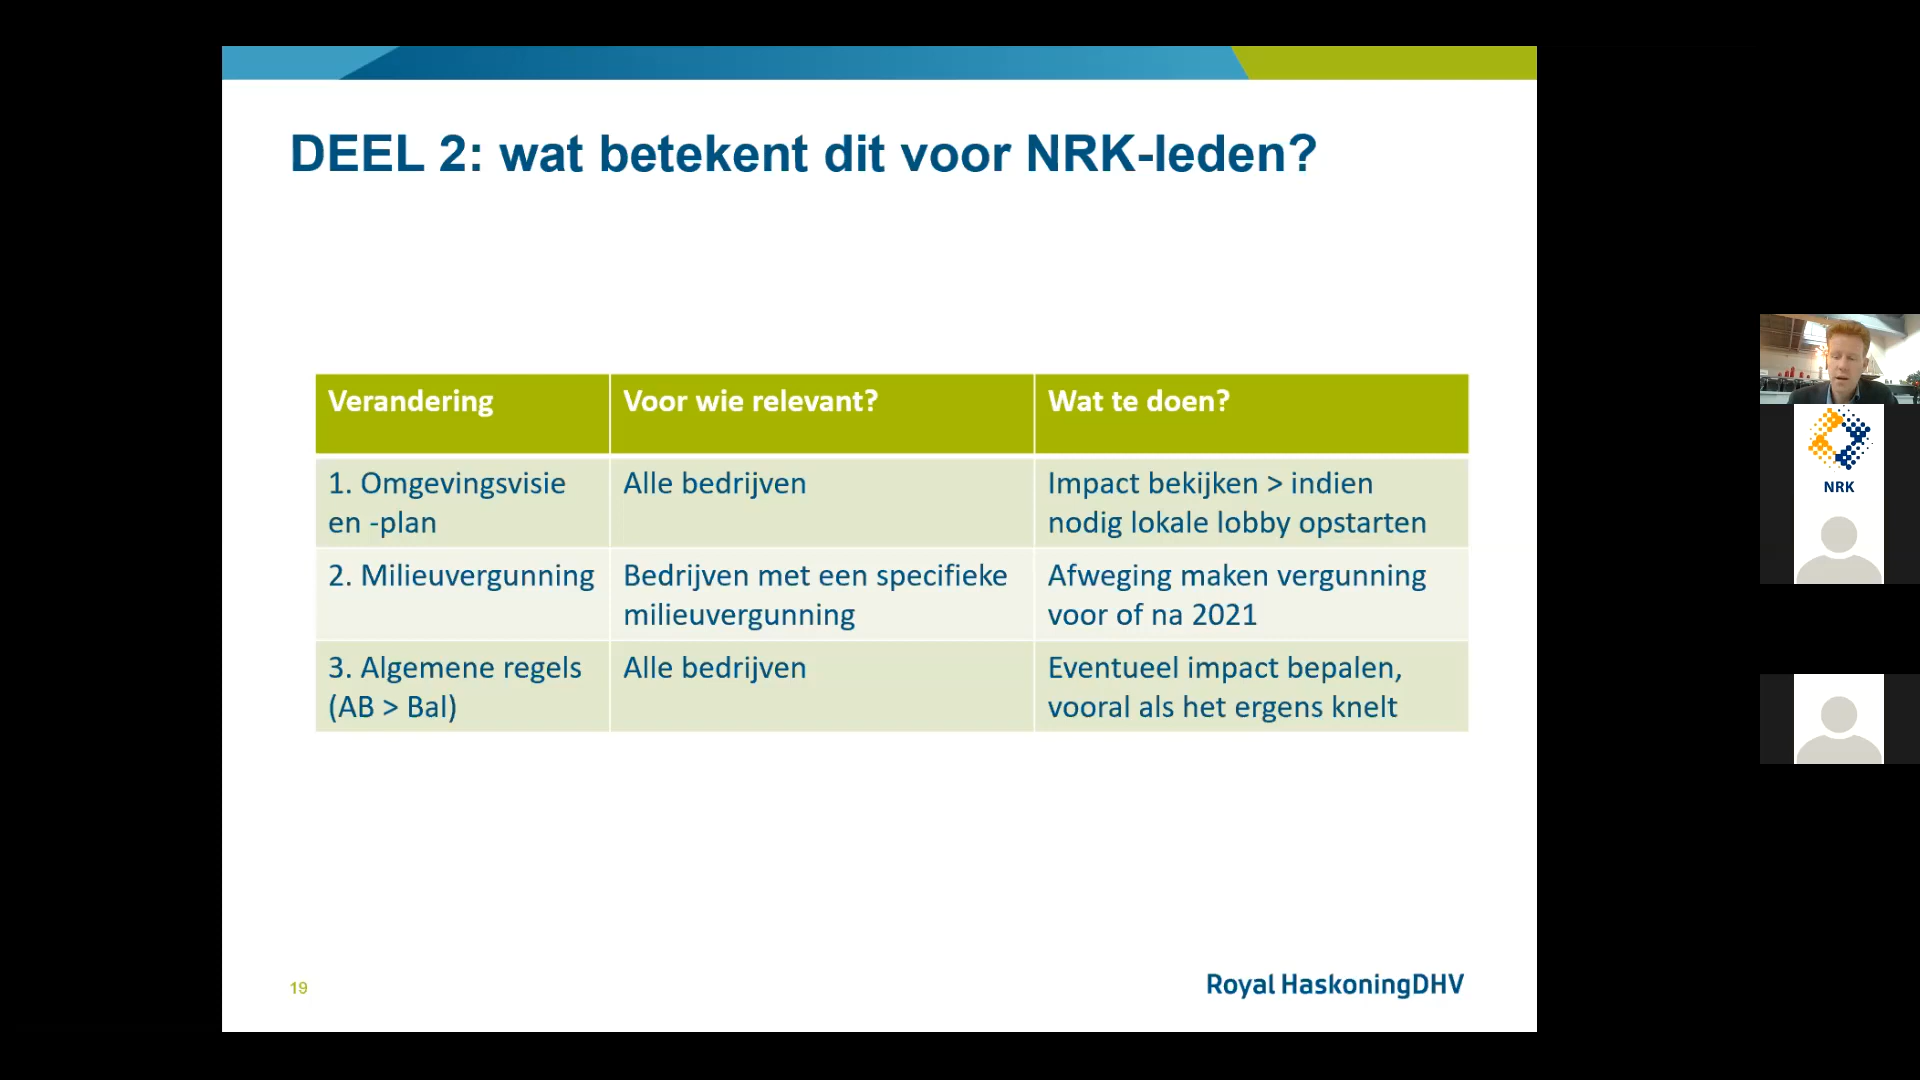 DEEL 2: wat betekent dit voor NRK-leden?
Verandering
Voor wie relevant?
Wat te doen?
1. Omgevingsvisie
en -plan
Alle bedrijven
Impact bekijken > indien
nodig lokale lobby opstarten
2. Milieuvergunning
Bedrijven met een specifieke
milieuvergunning
Afweging maken vergunning
voor of na 2021
3. Algemene regels
(AB > Bal)
Alle bedrijven
Eventueel impact bepalen,
vooral als het ergens knelt
19
Royal HaskoningDHV
NRK